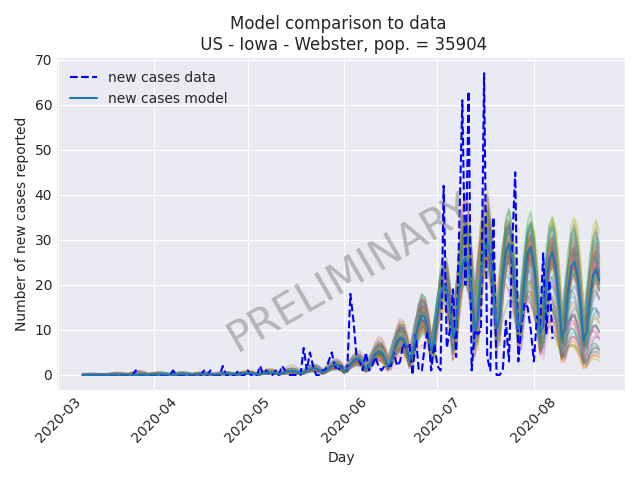 Model comparison to data
US - Iowa - Webster, pop. = 35904
new cases data
new cases model
PRELIMINARY
Number of new cases reported
70
60
50
40
30
20
10
0
2020-03
2020-04
2020-05
2020-06
2020-07
2020-08
Day